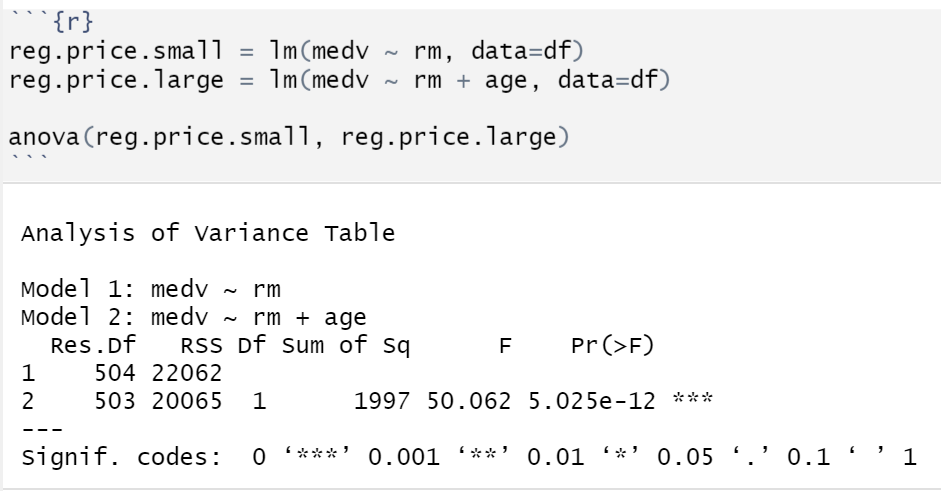 ```{r}
reg.price.small = lm(medv ~ rm, data=df)
reg.price.large = lm(medv ~ rm + age, data=df)
anova(reg.price.small, reg.price.large)
```
Analysis of Variance Table
Model 1: medv ~ rm
Model 2: medv ~ rm + age
  Res.Df   RSS Df Sum of Sq      F    Pr(>F)
1    504 22062
2    503 20065  1      1997 50.062 5.025e-12 ***
---
Signif. codes:  0 ‘***’ 0.001 ‘**’ 0.01 ‘*’ 0.05 ‘.’ 0.1 ‘ ’ 1